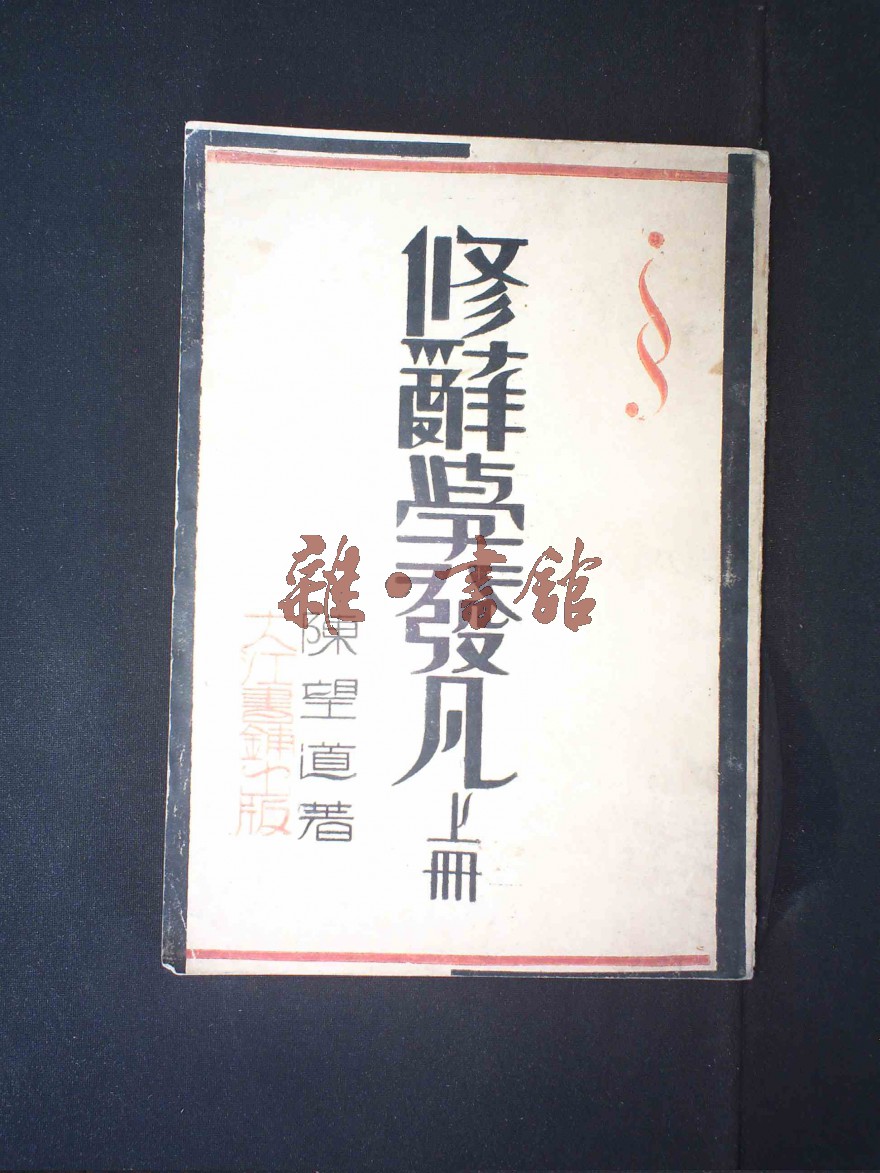 修辭學發凡
上冊
陳望道著
大江書鋪出版
雜·書館